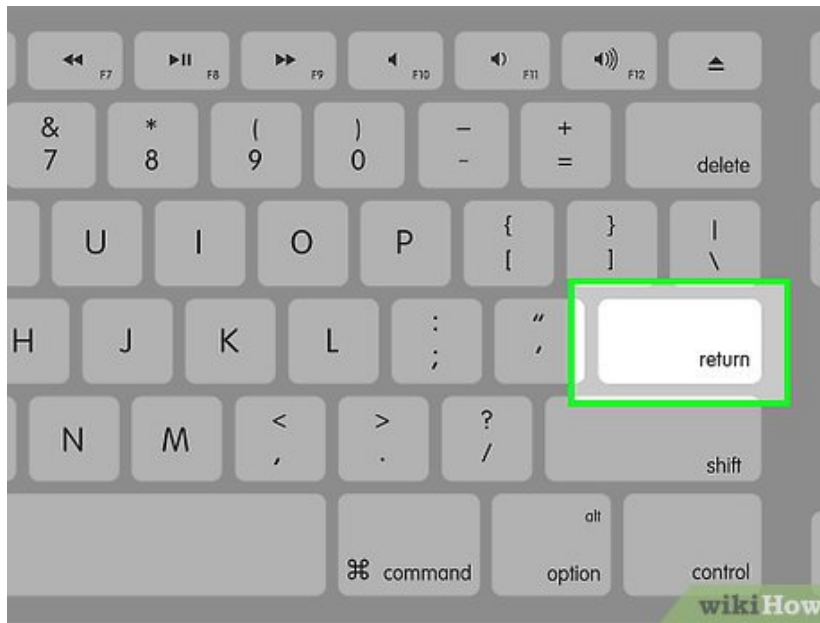 F7 F8 F9 F10 F11 F12
& * ( ) — +
7 8 9 0 - =
delete
U I O P { } |
[ ] \
H J K L : "
; '
return
N M < > ?
, . /
shift
alt
⌘ command option control
wikiHow